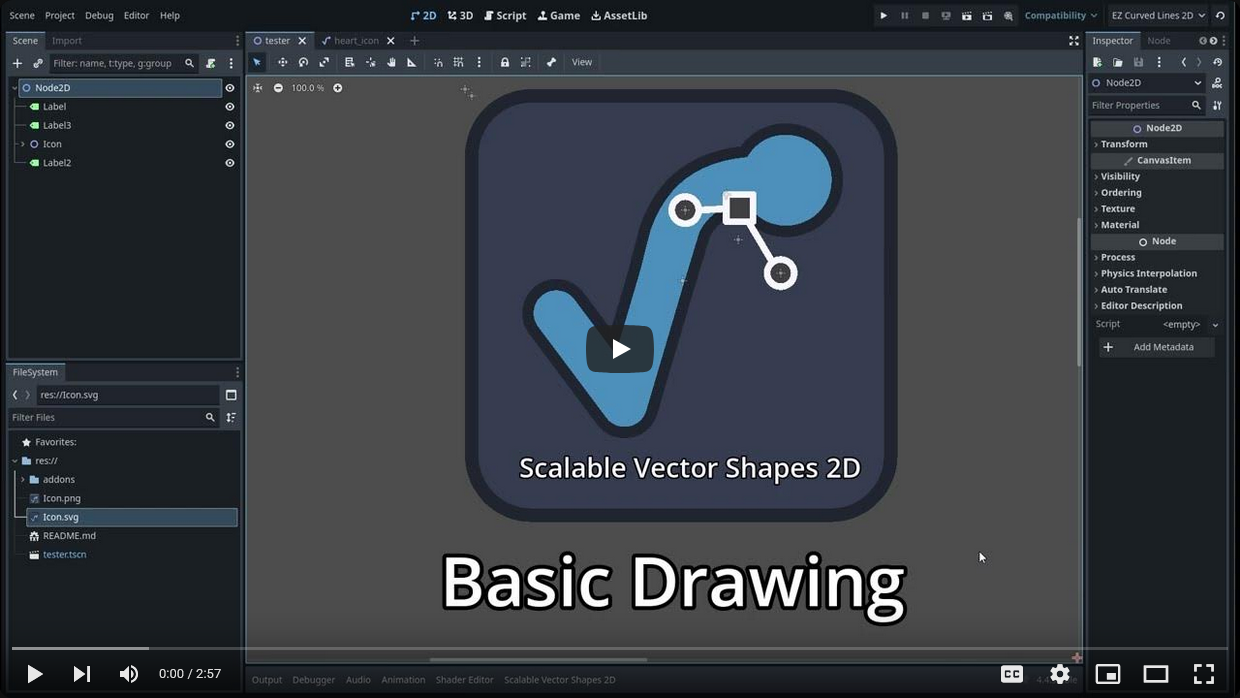 Scene Project Debug Editor Help
2D 3D Script Game AssetLib
Compatibility EZ Curved Lines 2D
Scene Import
Filter: name, t:type, g:group
Node2D
Label
Label3
Icon
Label2
FileSystem
res://Icon.svg
Filter Files
Favorites:
res://
addons
Icon.png
Icon.svg
README.md
tester.tscn
tester heart_icon
View
100.0 %
Scalable Vector Shapes 2D
Basic Drawing
Output Debugger Audio Animation Shader Editor Scalable Vector Shapes 2D
Inspector Node
Node2D
Filter Properties
Node2D
Transform
CanvasItem
Visibility
Ordering
Texture
Material
Node
Process
Physics Interpolation
Auto Translate
Editor Description
Script <empty>
Add Metadata
0:00 / 2:57
CC